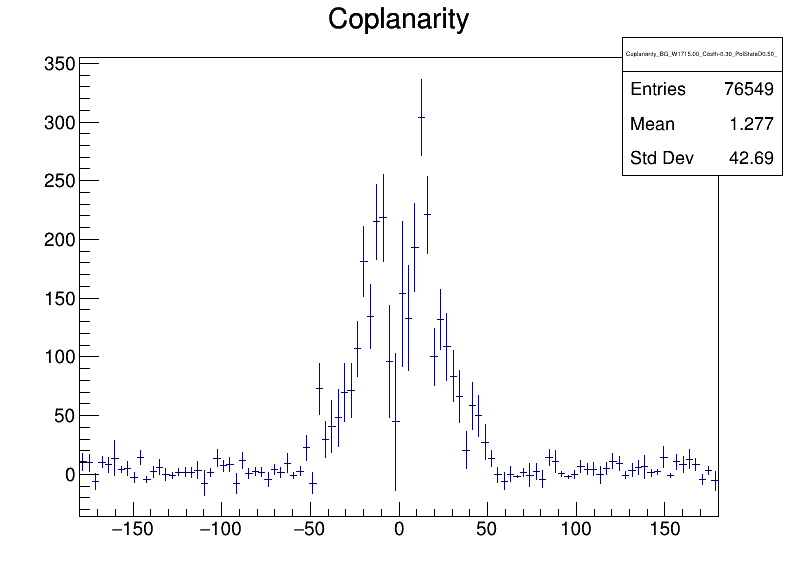 Coplanarity
Coplanarity_BG_W1715.00_Costh-0.30_PolStateD0.50_
Entries 76549
Mean 1.277
Std Dev 42.69
350
300
250
200
150
100
50
0
−150 −100 −50 0 50 100 150